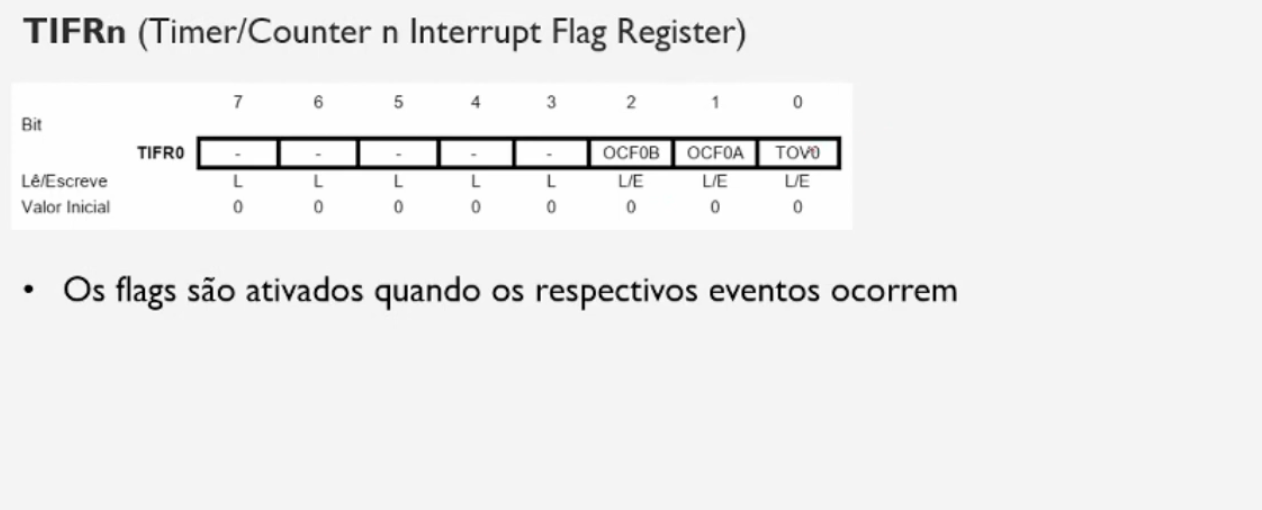 TIFRn (Timer/Counter n Interrupt Flag Register)
7 6 5 4 3 2 1 0
Bit
TIFR0 - - - - - OCF0B OCF0A TOV0
Lê/Escreve L L L L L L/E L/E L/E
Valor Inicial 0 0 0 0 0 0 0 0
• Os flags são ativados quando os respectivos eventos ocorrem